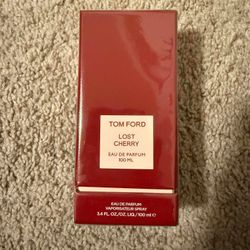 TOM FORD
LOST
CHERRY
EAU DE PARFUM
100 ML
EAU DE PARFUM
VAPORISATEUR SPRAY
3.4 FL.OZ./OZ.LIQ./100 ml ℮